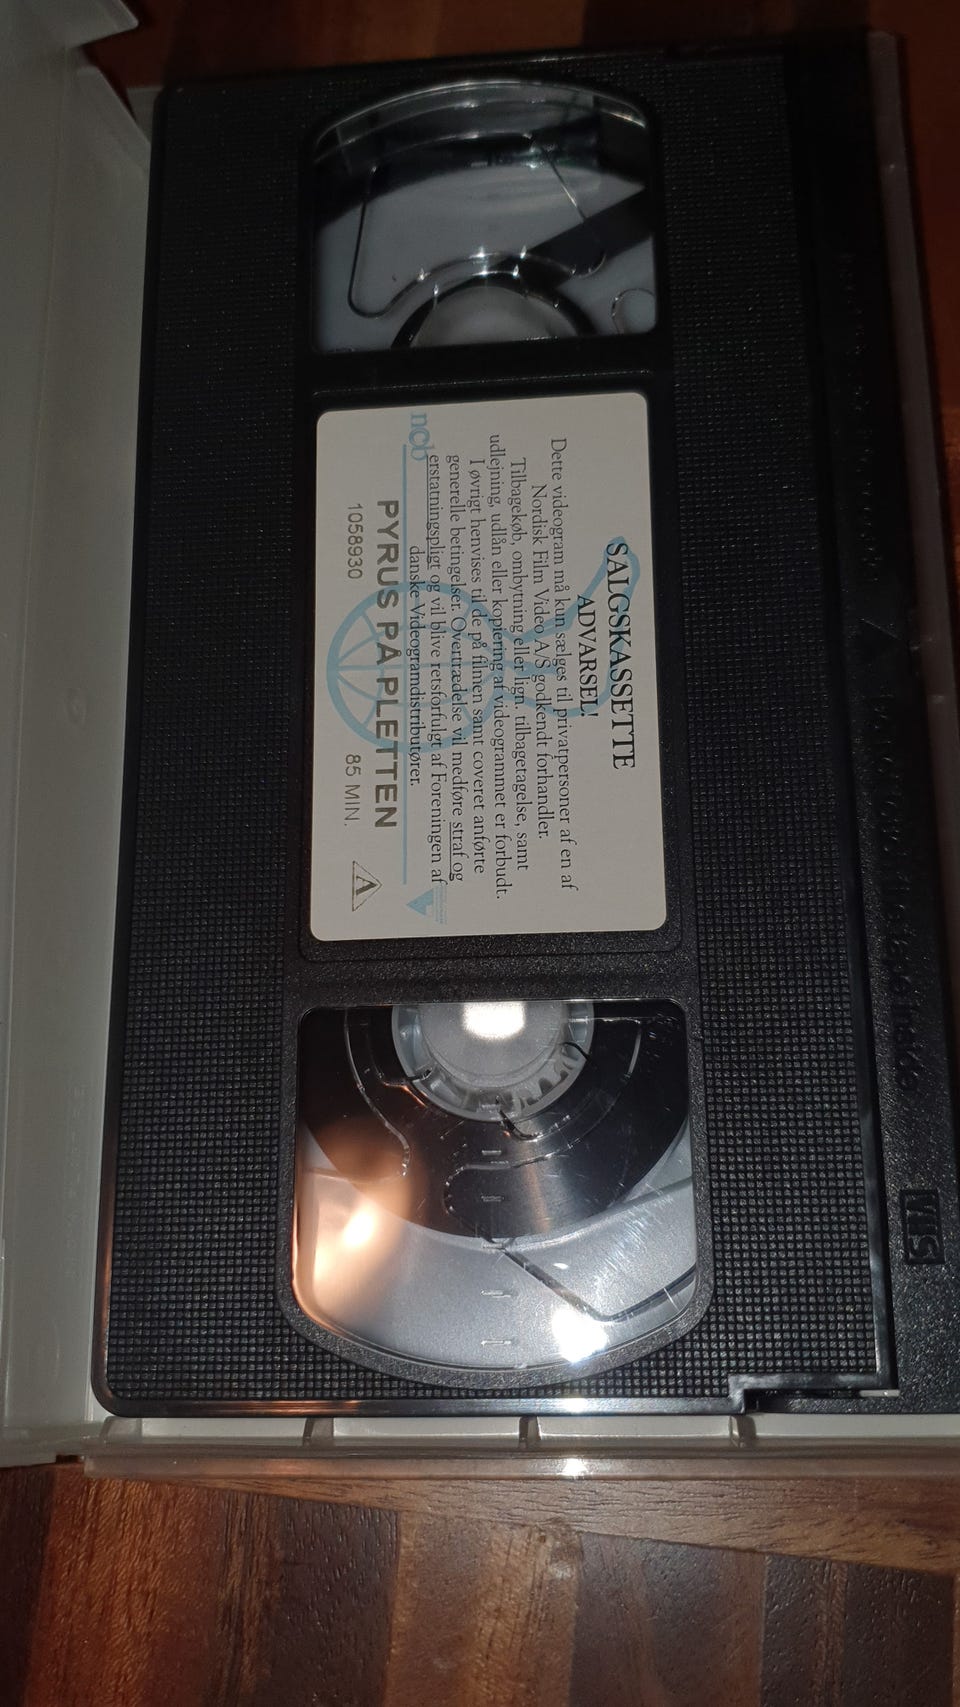 SALGSKASSETTE
ADVARSEL!
Dette videogram må kun sælges til privatpersoner af en af
Nordisk Film Video A/S godkendt forhandler.
Tilbagekøb, ombytning eller lign. tilbagetagelse, samt
udlejning, udlån eller kopiering af videogrammet er forbudt.
I øvrigt henvises til de på filmen samt coveret anførte
generelle betingelser. Overtrædelse vil medføre straf og
erstatningspligt og vil blive retsforfulgt af Foreningen af
danske Videogramdistributører.
ncb
PYRUS PÅ PLETTEN
1058930 85 MIN. A
VHS